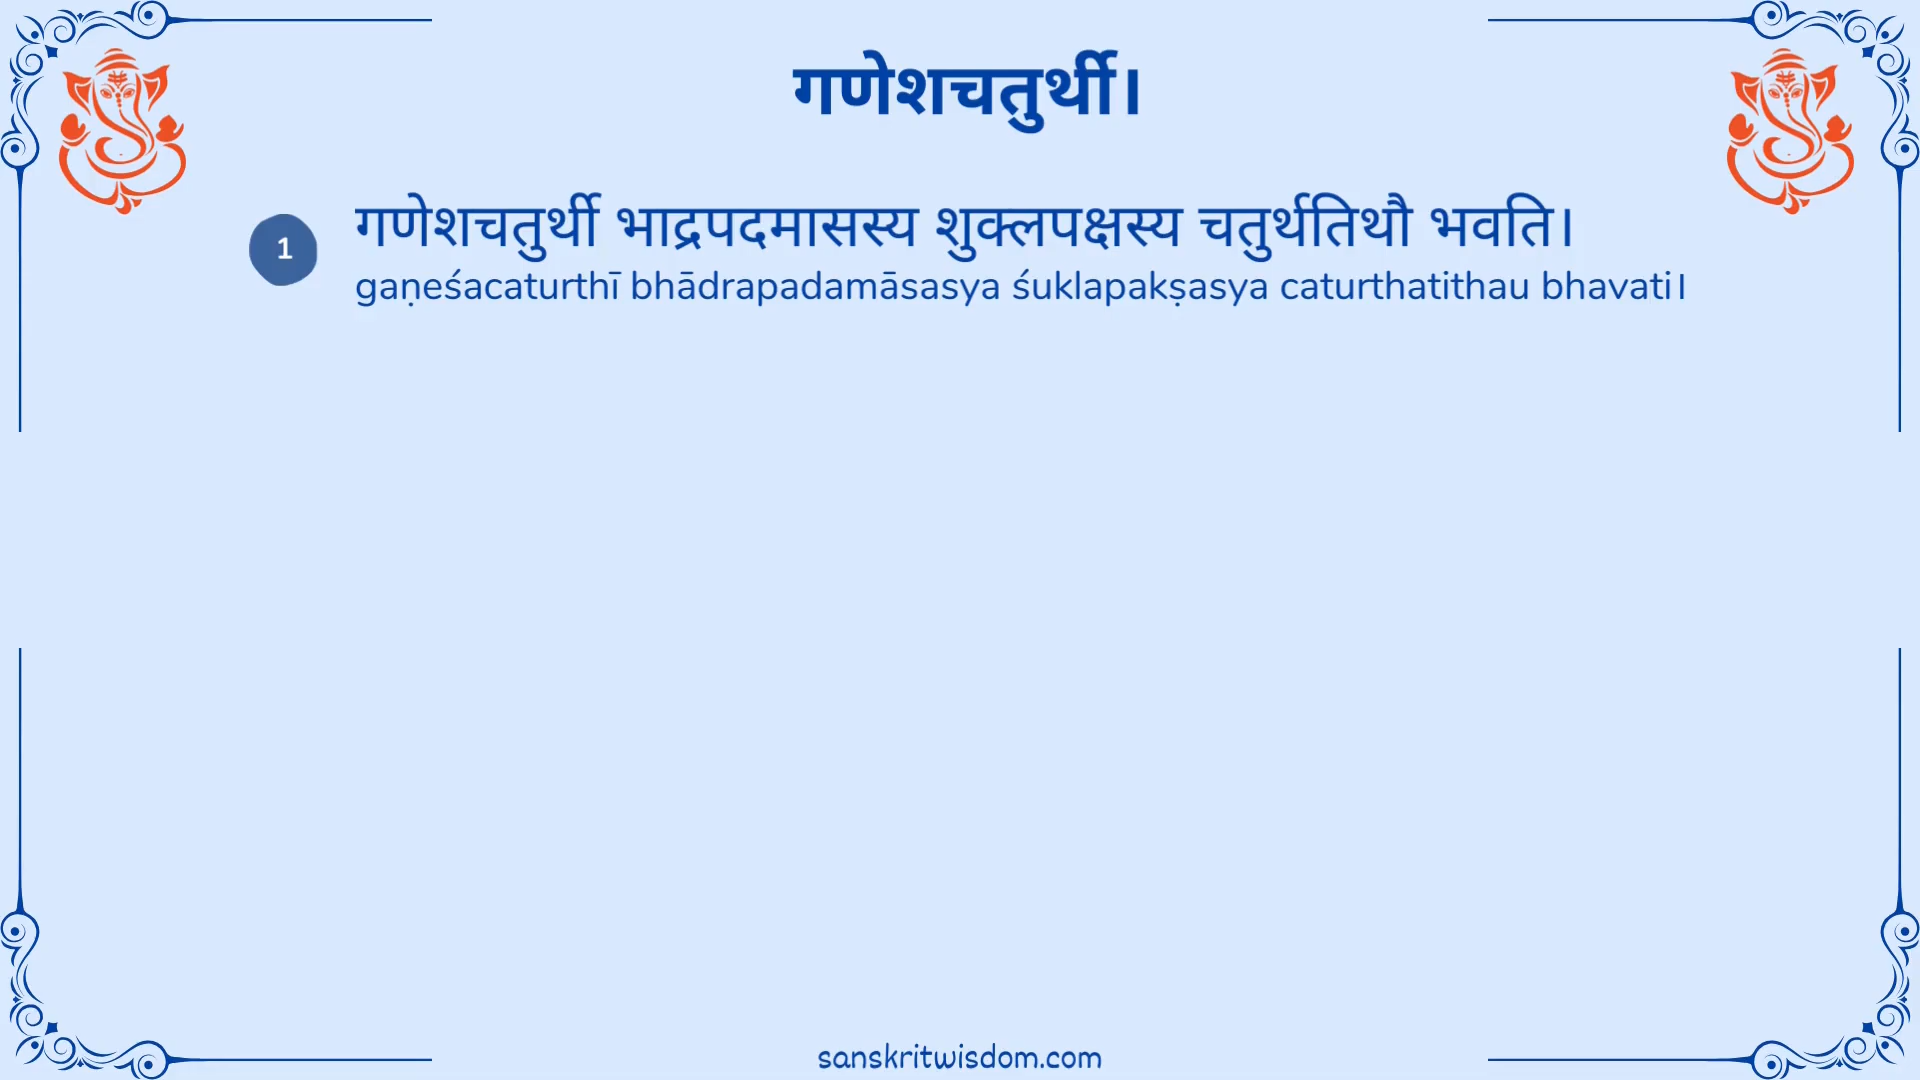 गणेशचतुर्थी।
1
गणेशचतुर्थी भाद्रपदमासस्य शुक्लपक्षस्य चतुर्थतिथौ भवति।
gaṇeśacaturthī bhādrapadamāsasya śuklapakṣasya caturthatithau bhavati।
sanskritwisdom.com